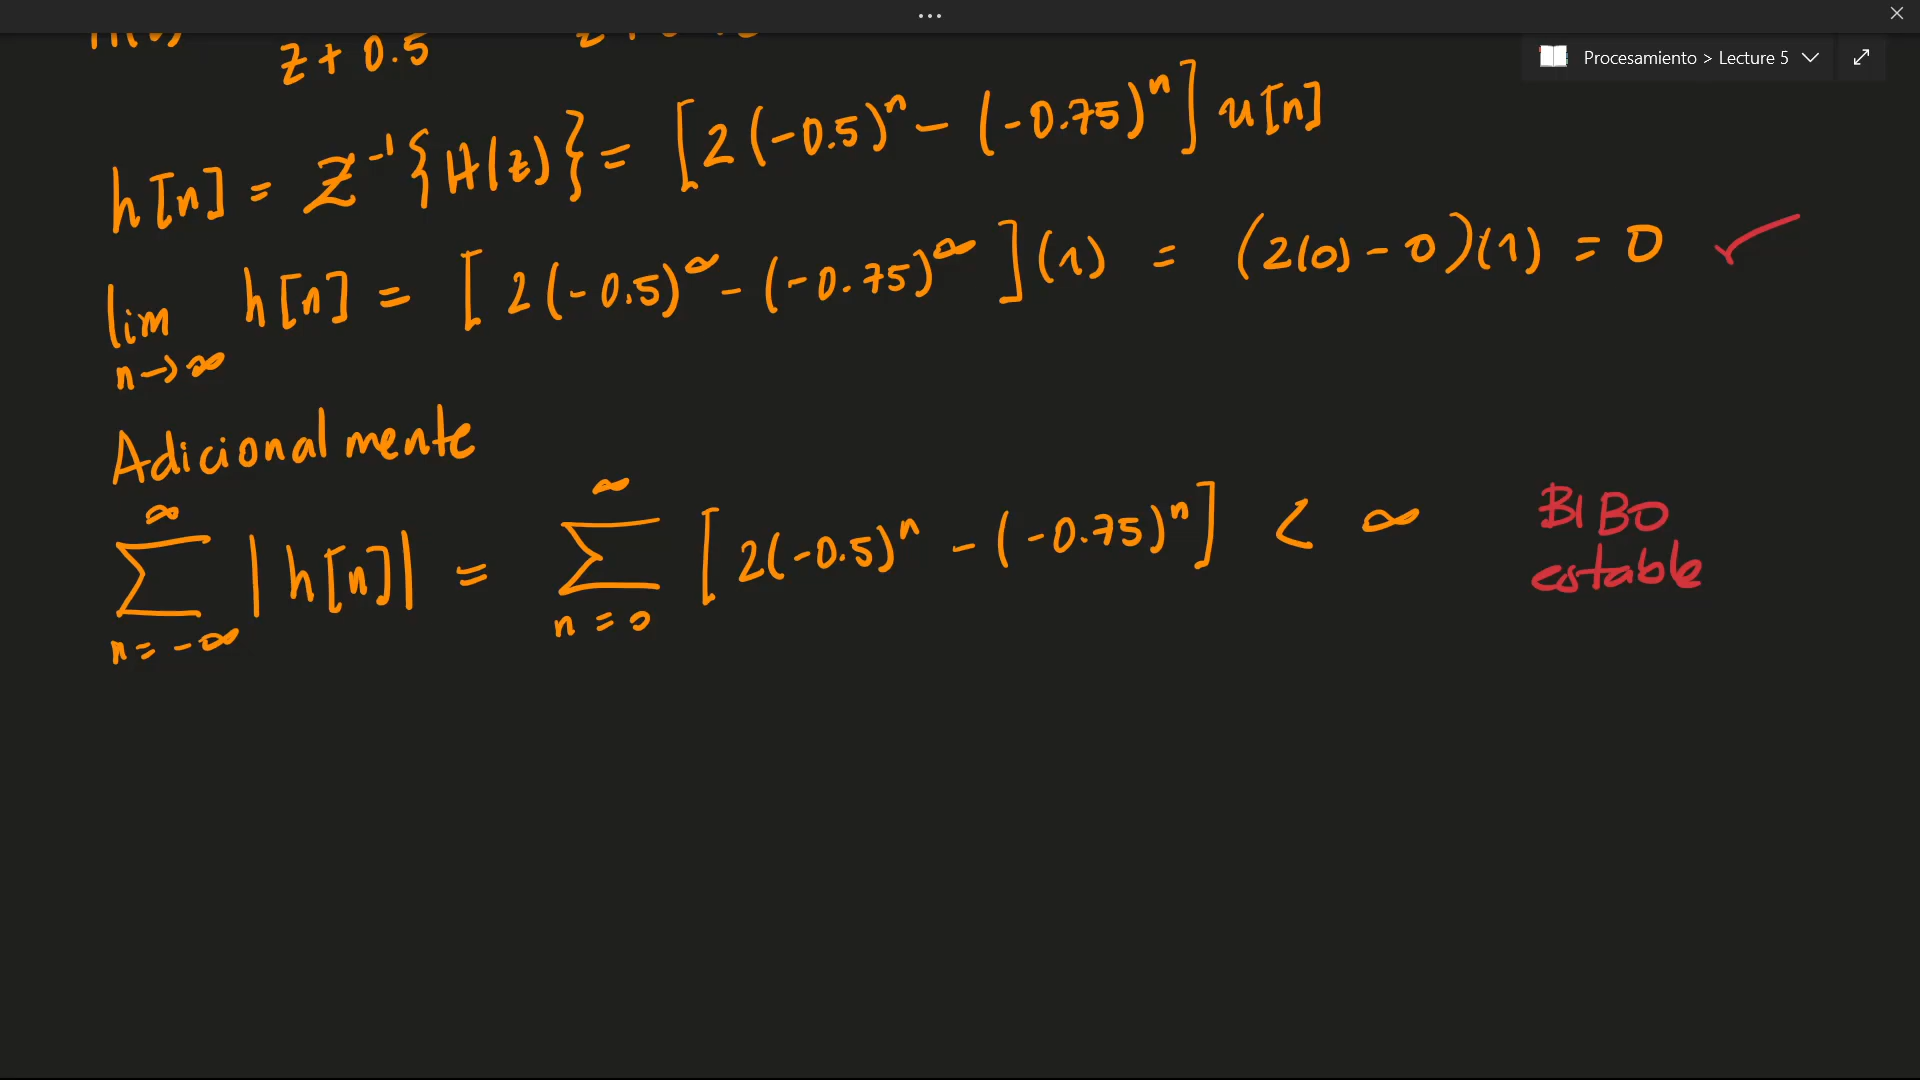 Procesamiento > Lecture 5
z + 0.5
h[n] = Z⁻¹{H(z)} = [2(-0.5)ⁿ - (-0.75)ⁿ] u[n]
lim n→∞ h[n] = [2(-0.5)^∞ - (-0.75)^∞](1) = (2(0) - 0)(1) = 0 ✓
Adicionalmente
∑_{n=-∞}^{∞} |h[n]| = ∑_{n=0}^{∞} [2(-0.5)ⁿ - (-0.75)ⁿ] < ∞
BIBO
estable